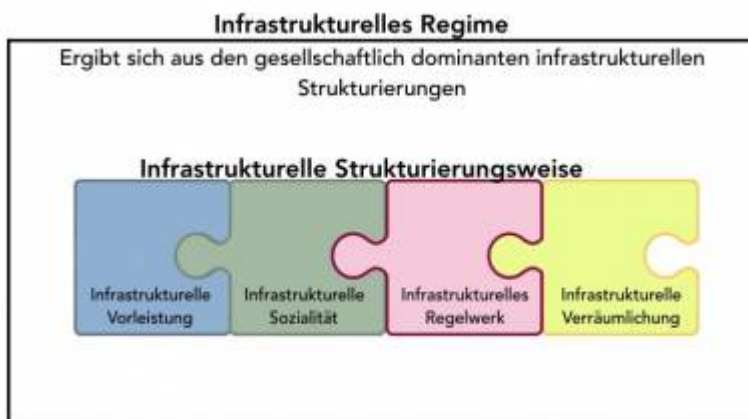 Infrastrukturelles Regime
Ergibt sich aus den gesellschaftlich dominanten infrastrukturellen
Strukturierungen
Infrastrukturelle Strukturierungsweise
Infrastrukturelle
Vorleistung
Infrastrukturelle
Sozialität
Infrastrukturelles
Regelwerk
Infrastrukturelle
Verräumlichung